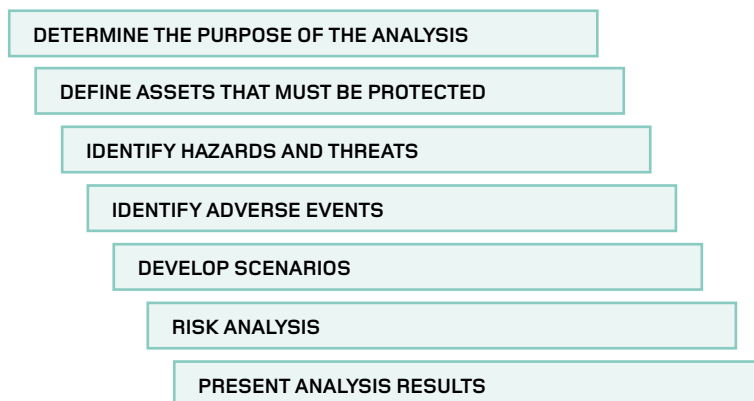 DETERMINE THE PURPOSE OF THE ANALYSIS
DEFINE ASSETS THAT MUST BE PROTECTED
IDENTIFY HAZARDS AND THREATS
IDENTIFY ADVERSE EVENTS
DEVELOP SCENARIOS
RISK ANALYSIS
PRESENT ANALYSIS RESULTS